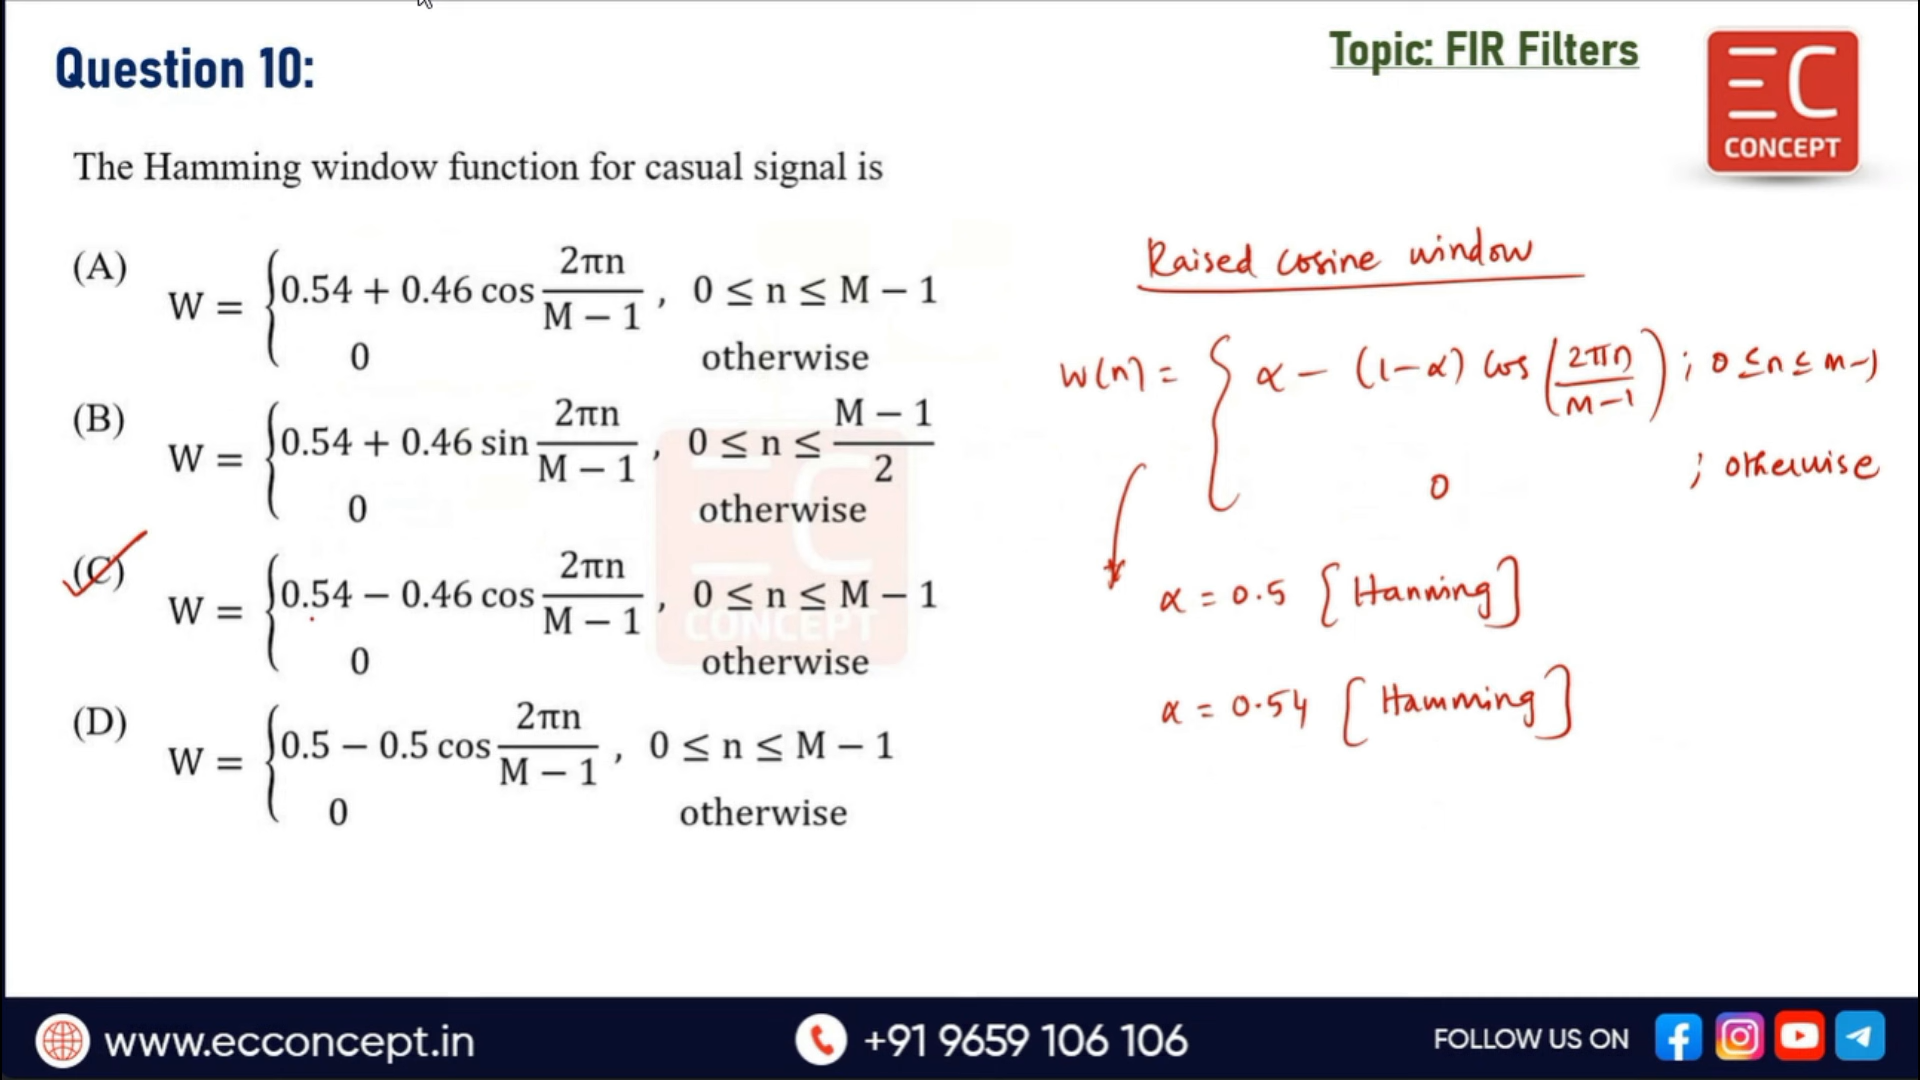 Question 10:
Topic: FIR Filters
EC
CONCEPT
The Hamming window function for casual signal is
(A) W = {0.54 + 0.46 cos 2πn/(M − 1), 0 ≤ n ≤ M − 1
0 otherwise
(B) W = {0.54 + 0.46 sin 2πn/(M − 1), 0 ≤ n ≤ (M − 1)/2
0 otherwise
(C) W = {0.54 − 0.46 cos 2πn/(M − 1), 0 ≤ n ≤ M − 1
0 otherwise
(D) W = {0.5 − 0.5 cos 2πn/(M − 1), 0 ≤ n ≤ M − 1
0 otherwise
Raised cosine window
W(n) = { α − (1−α) cos (2πn/(M−1)) ; 0 ≤ n ≤ M−1
0 ; otherwise
α = 0.5 [Hanning]
α = 0.54 [Hamming]
C
CONCEPT
www.ecconcept.in
+91 9659 106 106
FOLLOW US ON